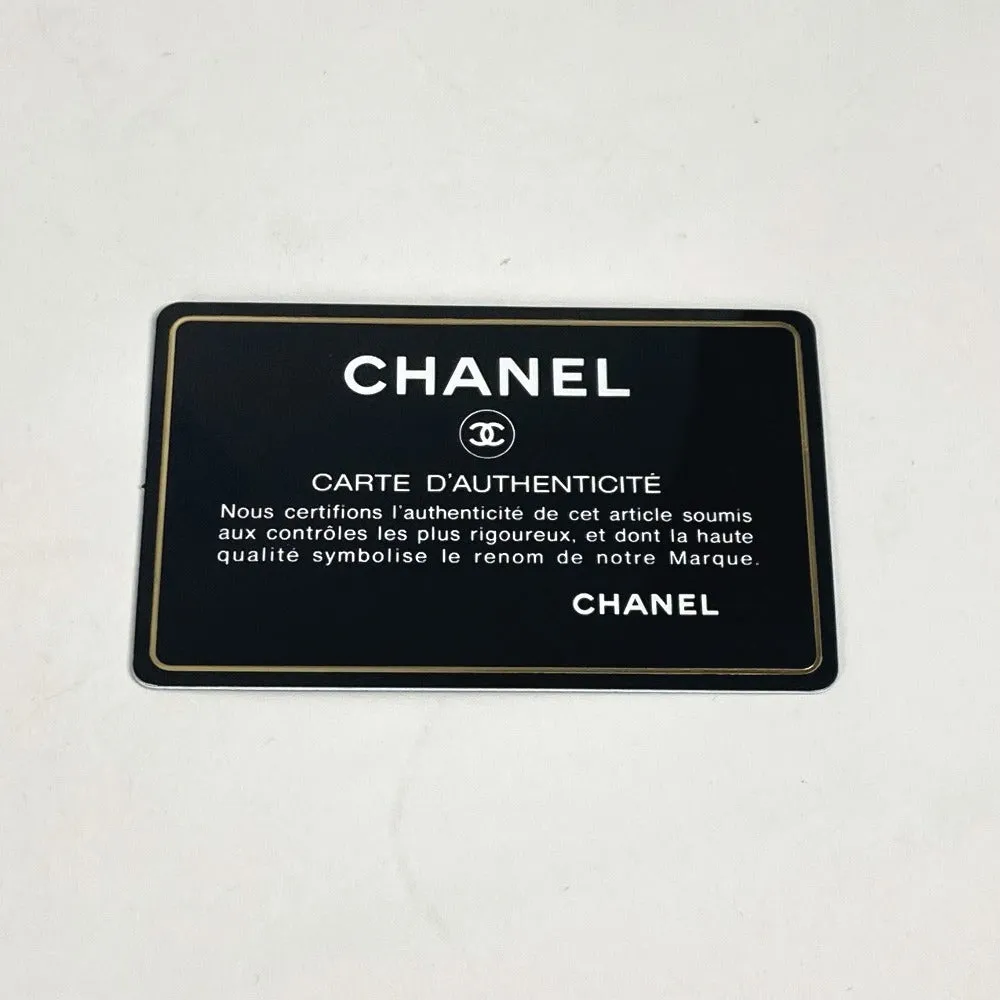 CHANEL
CARTE D'AUTHENTICITÉ
Nous certifions l'authenticité de cet article soumis
aux contrôles les plus rigoureux, et dont la haute
qualité symbolise le renom de notre Marque.
CHANEL